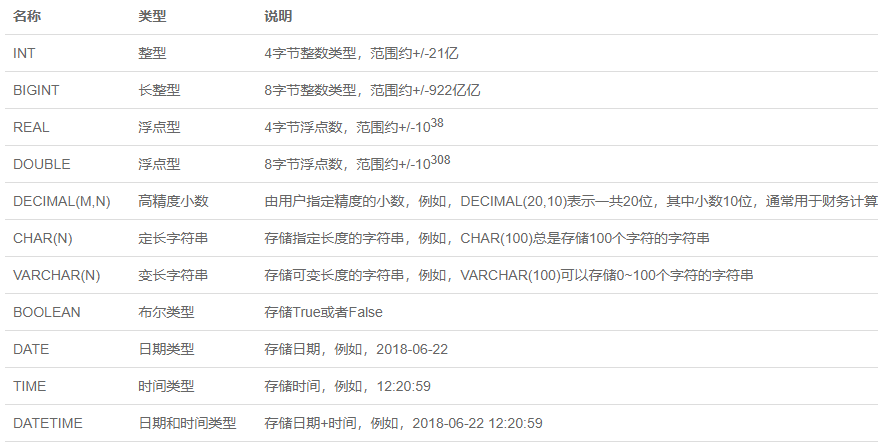 名称 类型 说明
INT 整型 4字节整数类型，范围约+/-21亿
BIGINT 长整型 8字节整数类型，范围约+/-922亿亿
REAL 浮点型 4字节浮点数，范围约+/-10³⁸
DOUBLE 浮点型 8字节浮点数，范围约+/-10³⁰⁸
DECIMAL(M,N) 高精度小数 由用户指定精度的小数，例如，DECIMAL(20,10)表示一共20位，其中小数10位，通常用于财务计算
CHAR(N) 定长字符串 存储指定长度的字符串，例如，CHAR(100)总是存储100个字符的字符串
VARCHAR(N) 变长字符串 存储可变长度的字符串，例如，VARCHAR(100)可以存储0~100个字符的字符串
BOOLEAN 布尔类型 存储True或者False
DATE 日期类型 存储日期，例如，2018-06-22
TIME 时间类型 存储时间，例如，12:20:59
DATETIME 日期和时间类型 存储日期+时间，例如，2018-06-22 12:20:59